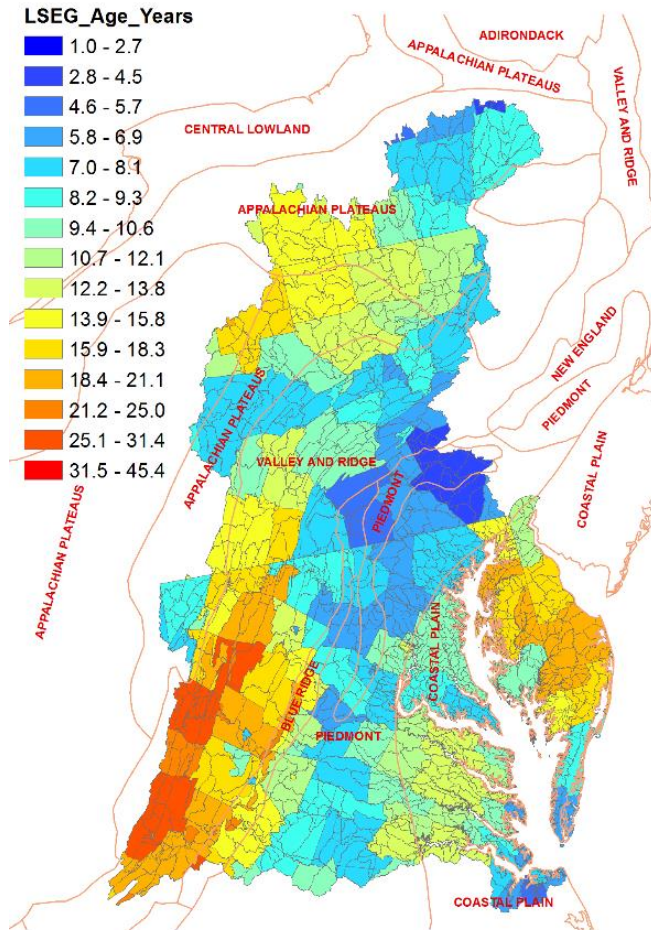 LSEG_Age_Years
1.0 - 2.7
2.8 - 4.5
4.6 - 5.7
5.8 - 6.9
7.0 - 8.1
8.2 - 9.3
9.4 - 10.6
10.7 - 12.1
12.2 - 13.8
13.9 - 15.8
15.9 - 18.3
18.4 - 21.1
21.2 - 25.0
25.1 - 31.4
31.5 - 45.4
ADIRONDACK
APPALACHIAN PLATEAUS
VALLEY AND RIDGE
CENTRAL LOWLAND
APPALACHIAN PLATEAUS
NEW ENGLAND
PIEDMONT
COASTAL PLAIN
APPALACHIAN PLATEAUS
VALLEY AND RIDGE
PIEDMONT
APPALACHIAN PLATEAUS
COASTAL PLAIN
BLUE RIDGE
PIEDMONT
COASTAL PLAIN